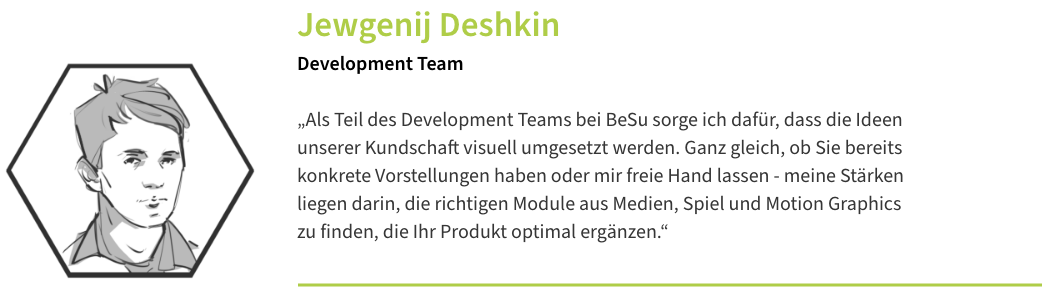 Jewgenij Deshkin
Development Team
„Als Teil des Development Teams bei BeSu sorge ich dafür, dass die Ideen
unserer Kundschaft visuell umgesetzt werden. Ganz gleich, ob Sie bereits
konkrete Vorstellungen haben oder mir freie Hand lassen - meine Stärken
liegen darin, die richtigen Module aus Medien, Spiel und Motion Graphics
zu finden, die Ihr Produkt optimal ergänzen.“